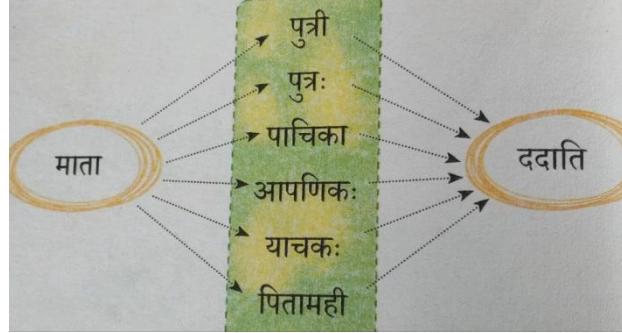 माता
पुत्री
पुत्रः
पाचिका
आपणिकः
याचकः
पितामही
ददाति